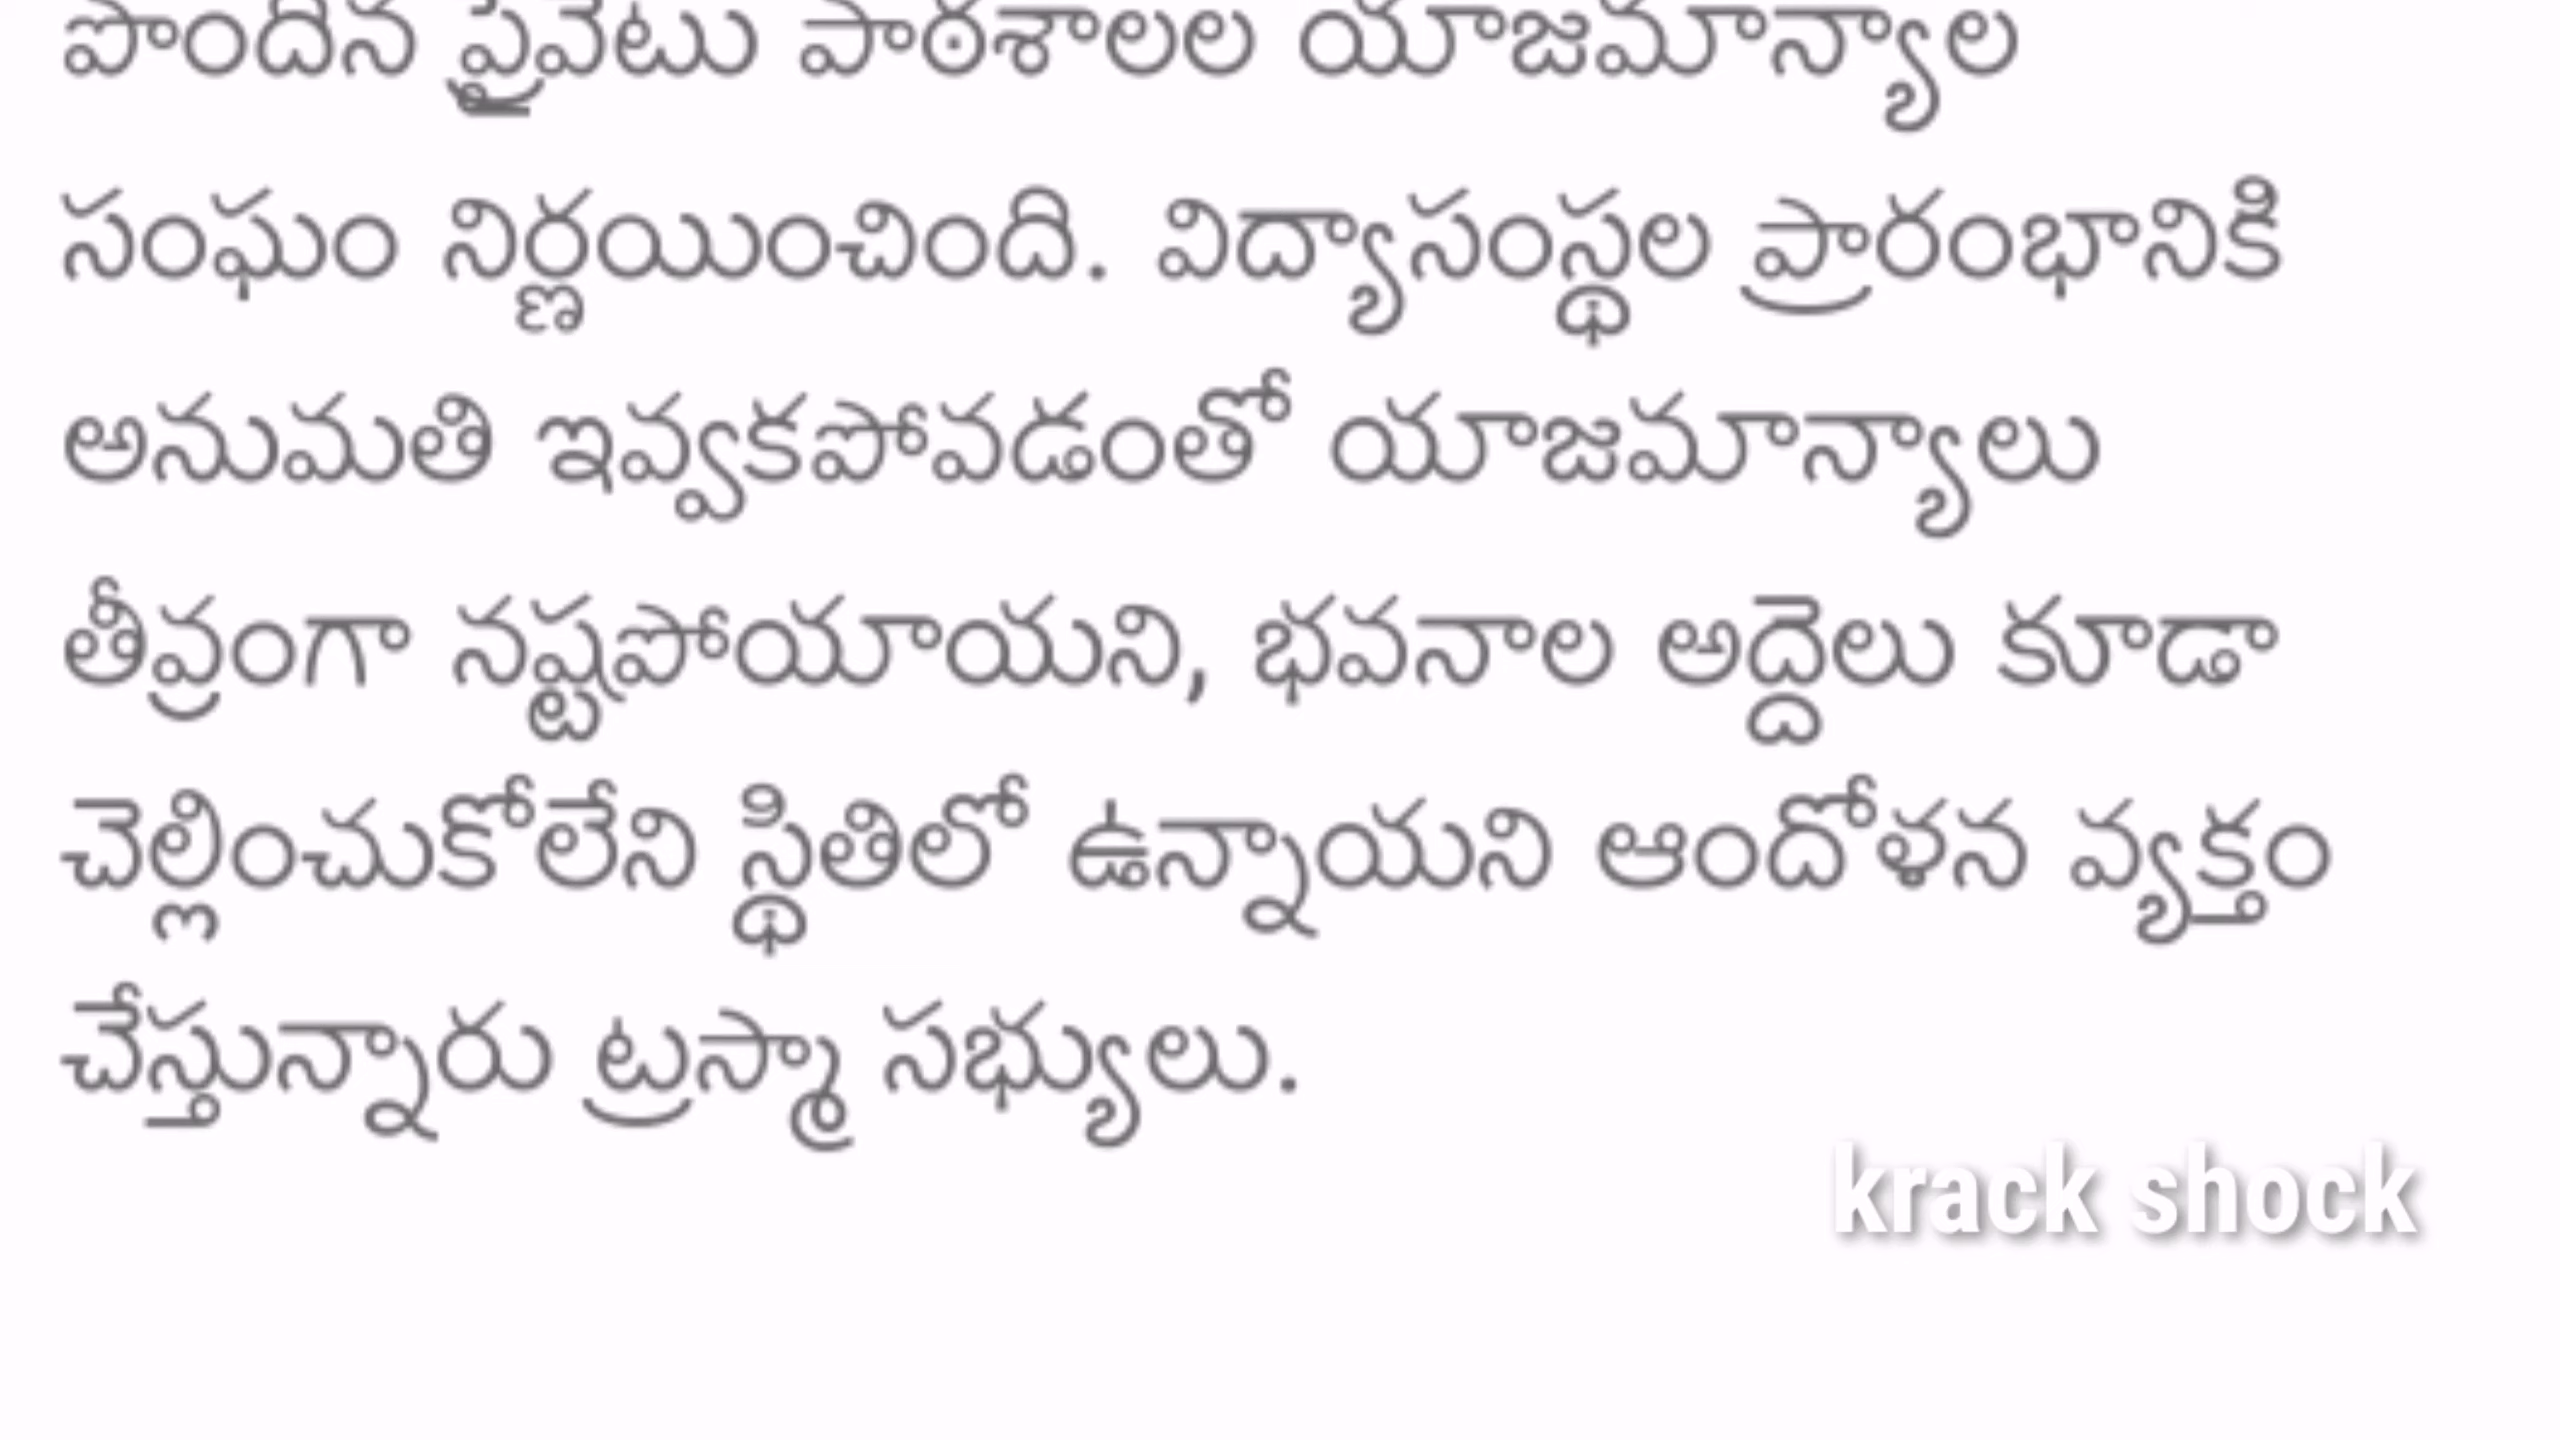 పొందిన ప్రైవేటు పాఠశాలల యాజమాన్యాల
సంఘం నిర్ణయించింది. విద్యాసంస్థల ప్రారంభానికి
అనుమతి ఇవ్వకపోవడంతో యాజమాన్యాలు
తీవ్రంగా నష్టపోయాయని, భవనాల అద్దెలు కూడా
చెల్లించుకోలేని స్థితిలో ఉన్నాయని ఆందోళన వ్యక్తం
చేస్తున్నారు ట్రస్మా సభ్యులు.
krack shock